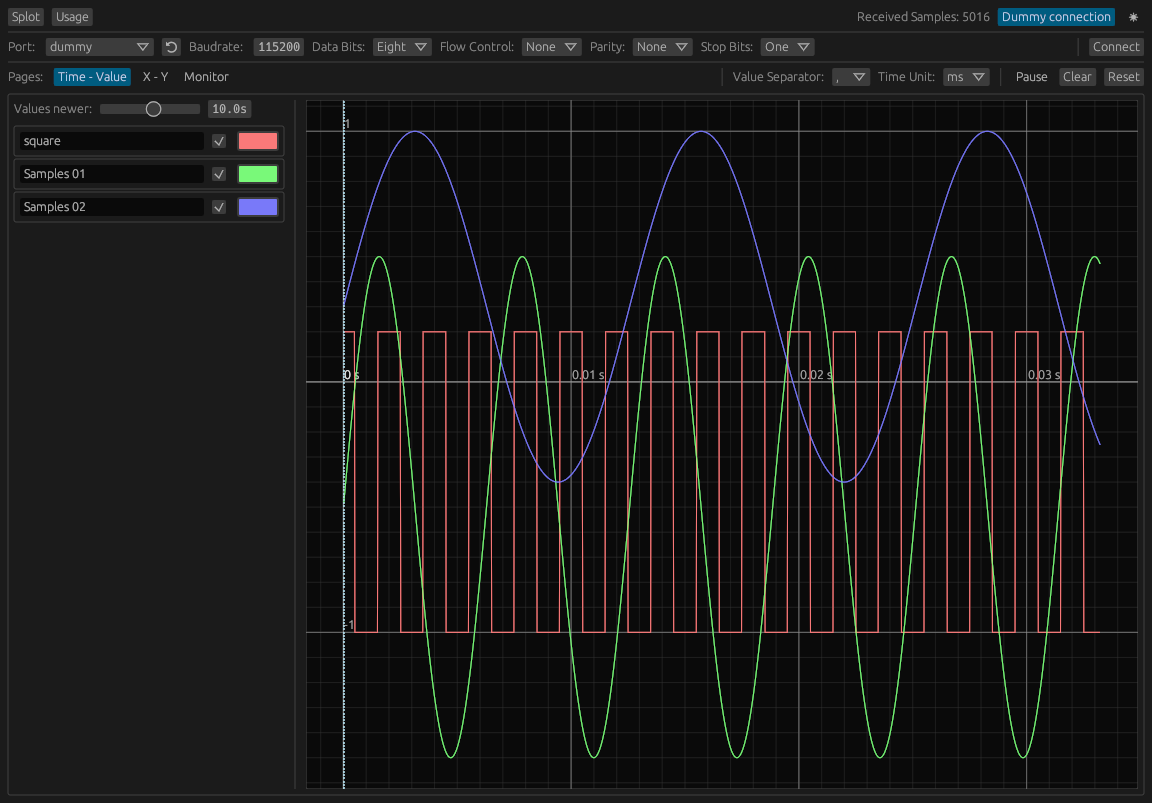 Splot Usage Received Samples: 5016 Dummy connection
Port: dummy Baudrate: 115200 Data Bits: Eight Flow Control: None Parity: None Stop Bits: One Connect
Pages: Time - Value X - Y Monitor Value Separator: , Time Unit: ms Pause Clear Reset
Values newer: 10.0s
square
Samples 01
Samples 02
1
0 s 0.01 s 0.02 s 0.03 s
-1